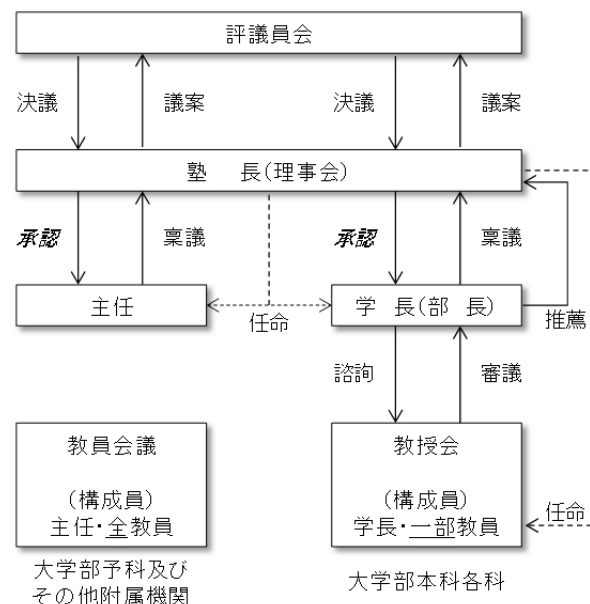 評議員会
決議 議案 決議 議案
塾　長(理事会)
承認 稟議 承認 稟議
主任 学　長(部　長)
任命 推薦
諮詢 審議
教員会議 教授会
(構成員) (構成員)
主任・全教員 学長・一部教員 任命
大学部予科及び 大学部本科各科
その他附属機関